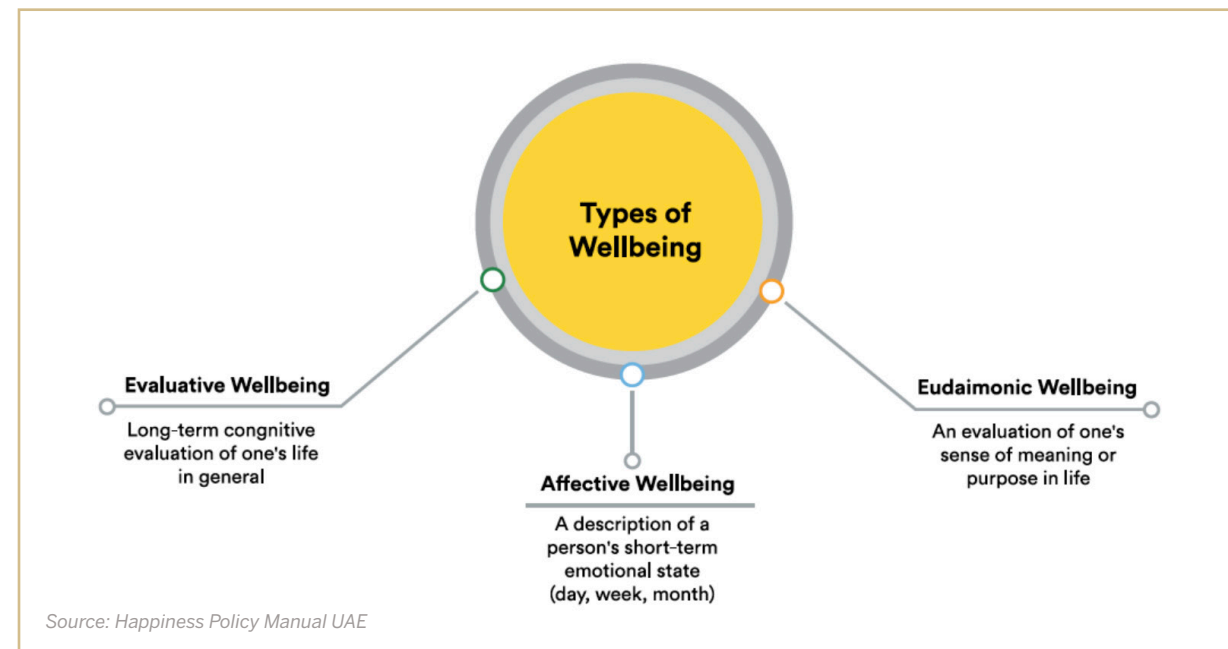 Types of
Wellbeing
Evaluative Wellbeing
Long-term congnitive
evaluation of one's life
in general
Affective Wellbeing
A description of a
person's short-term
emotional state
(day, week, month)
Eudaimonic Wellbeing
An evaluation of one's
sense of meaning or
purpose in life
Source: Happiness Policy Manual UAE